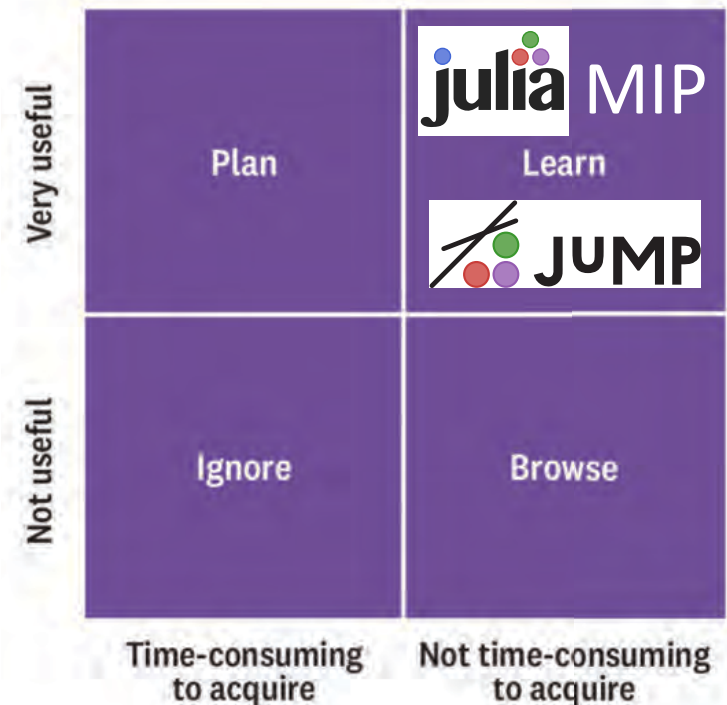 Very useful
julia MIP
Plan
Learn
JuMP
Not useful
Ignore
Browse
Time-consuming
to acquire
Not time-consuming
to acquire